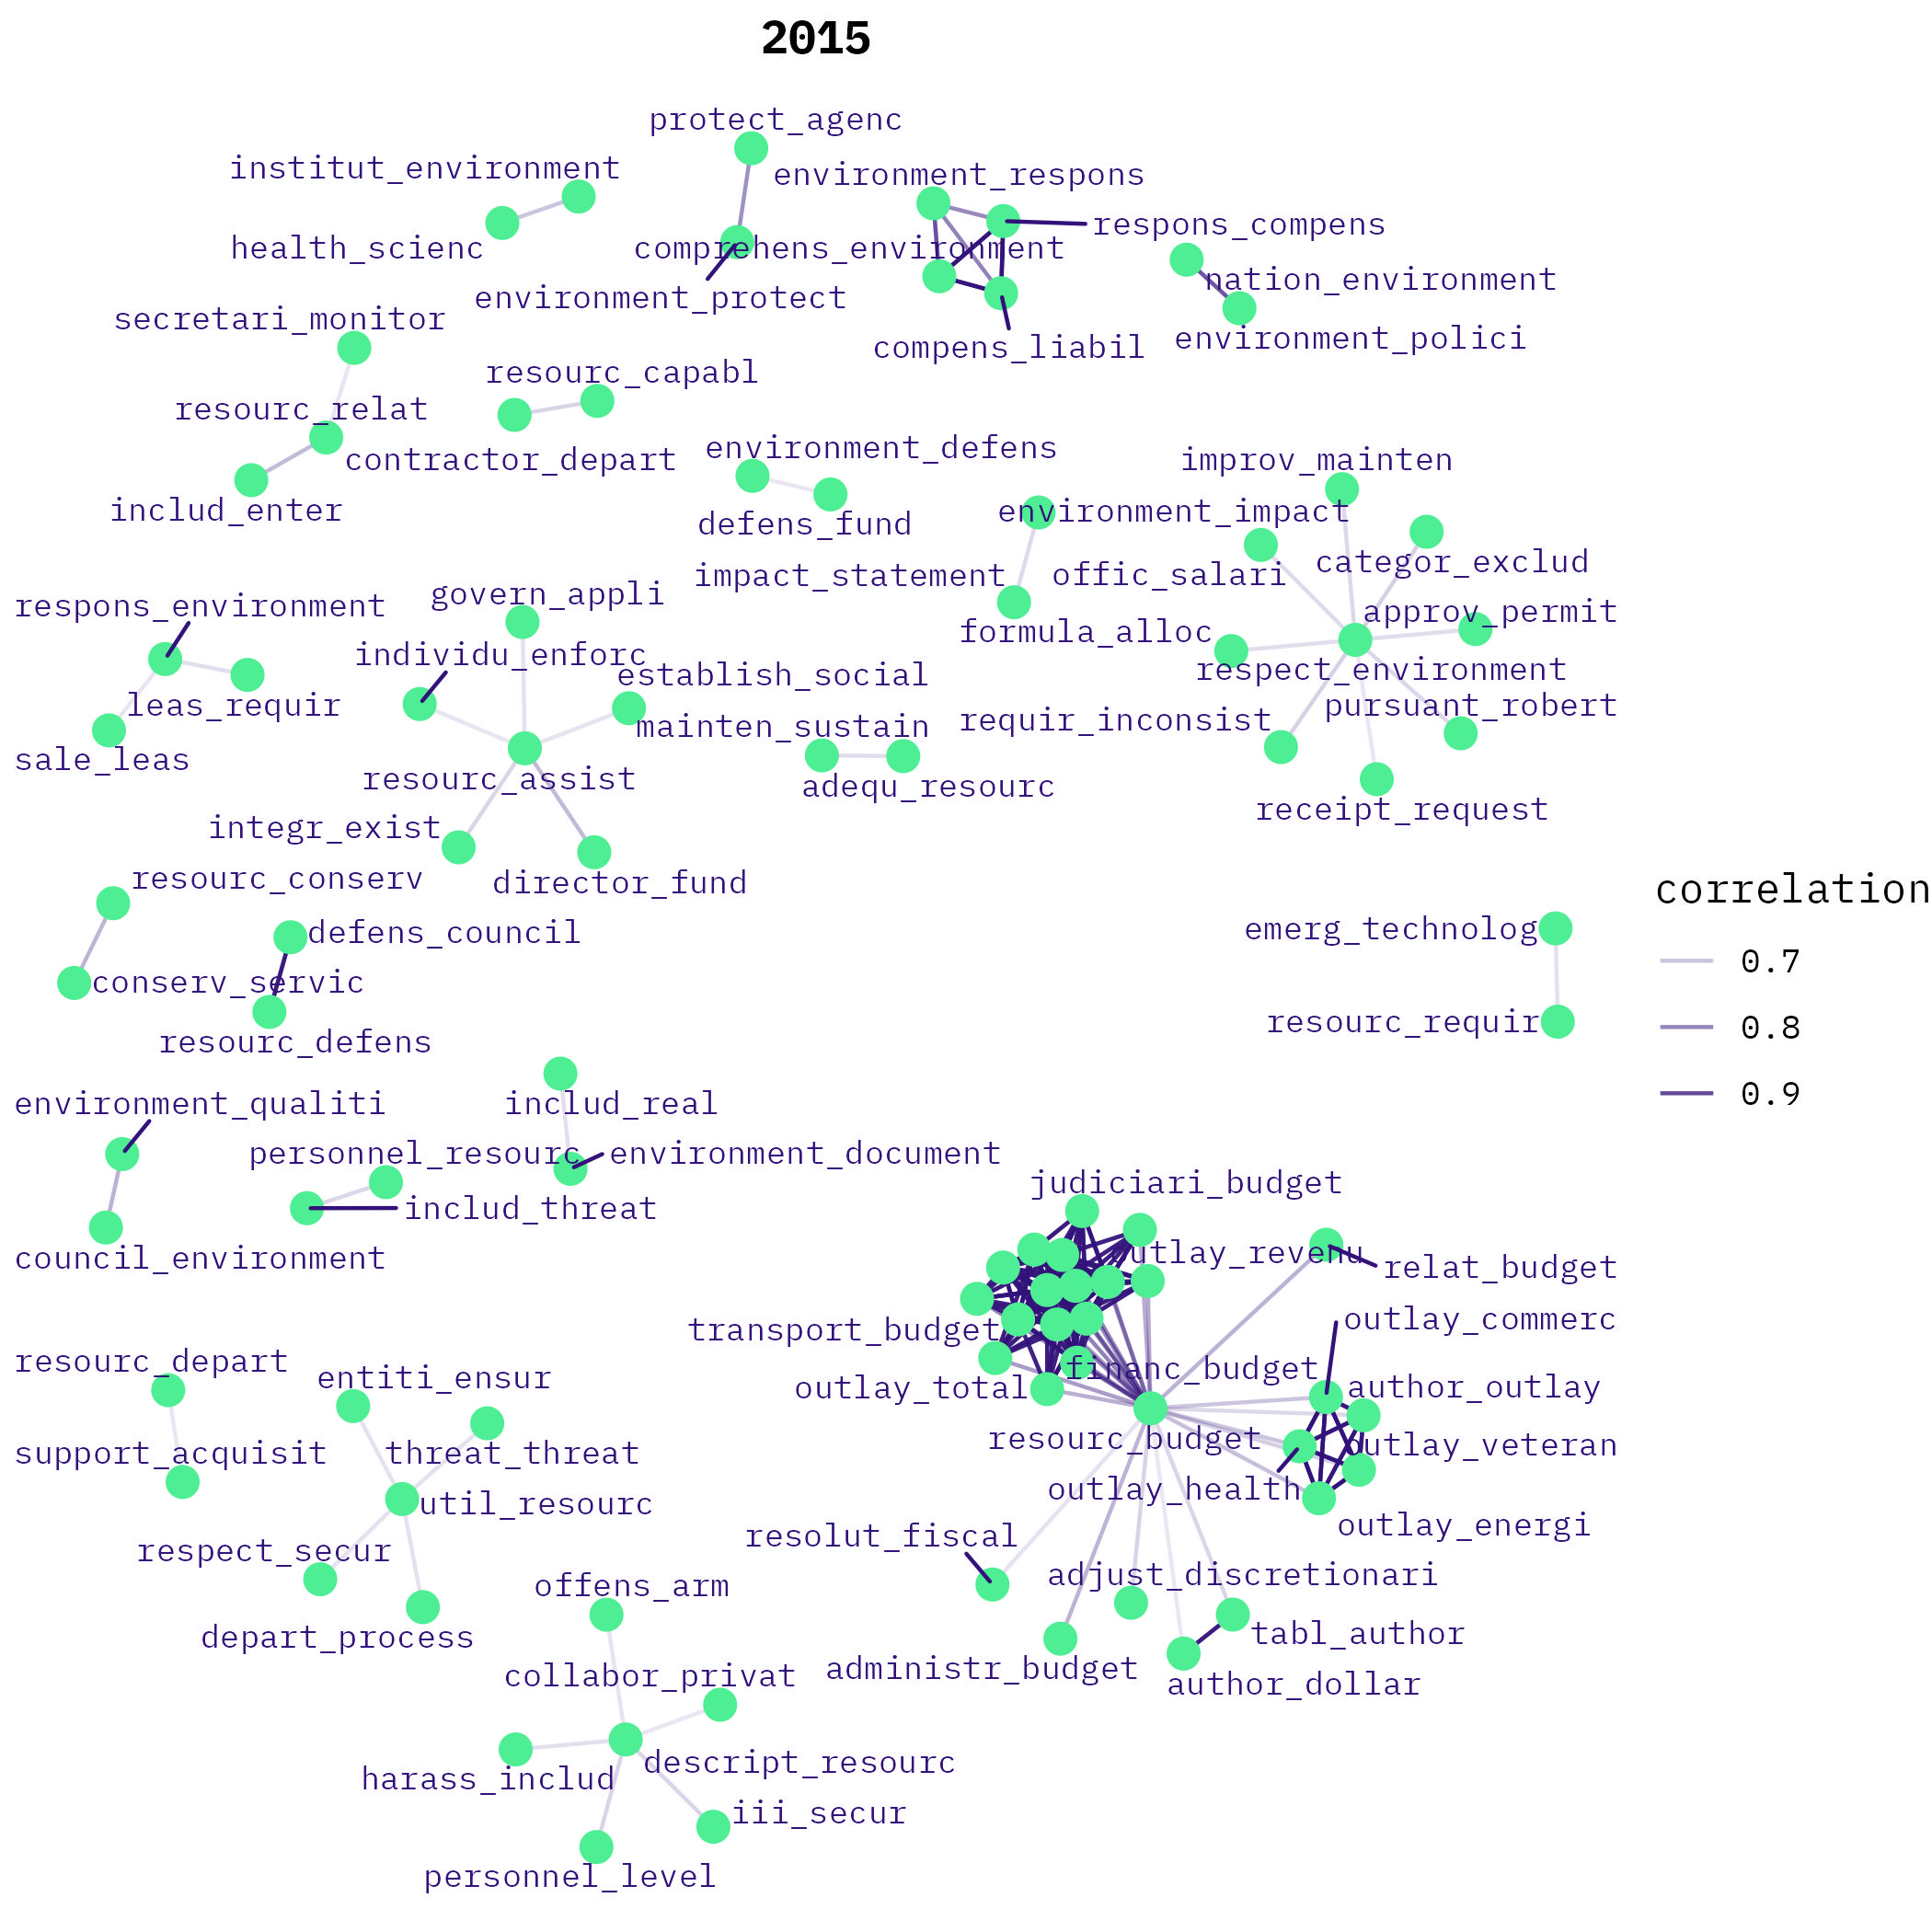 2015
protect_agenc
institut_environment
environment_respons
respons_compens
health_scienc
comprehens_environment
nation_environment
environment_protect
secretari_monitor
environment_polici
compens_liabil
resourc_capabl
resourc_relat
environment_defens
improv_mainten
contractor_depart
includ_enter
environment_impact
defens_fund
categor_exclud
impact_statement
offic_salari
govern_appli
respons_environment
approv_permit
formula_alloc
individu_enforc
establish_social
respect_environment
leas_requir
pursuant_robert
requir_inconsist
mainten_sustain
sale_leas
resourc_assist
adequ_resourc
receipt_request
integr_exist
resourc_conserv
director_fund
correlation
emerg_technolog
defens_council
0.7
conserv_servic
resourc_requir
0.8
resourc_defens
0.9
environment_qualiti
includ_real
personnel_resourc
environment_document
judiciari_budget
includ_threat
council_environment
outlay_revenu
relat_budget
outlay_commerc
transport_budget
resourc_depart
financ_budget
entiti_ensur
outlay_total
author_outlay
resourc_budget
support_acquisit
threat_threat
outlay_veteran
outlay_health
util_resourc
outlay_energi
resolut_fiscal
respect_secur
adjust_discretionari
offens_arm
depart_process
tabl_author
administr_budget
collabor_privat
author_dollar
descript_resourc
harass_includ
iii_secur
personnel_level